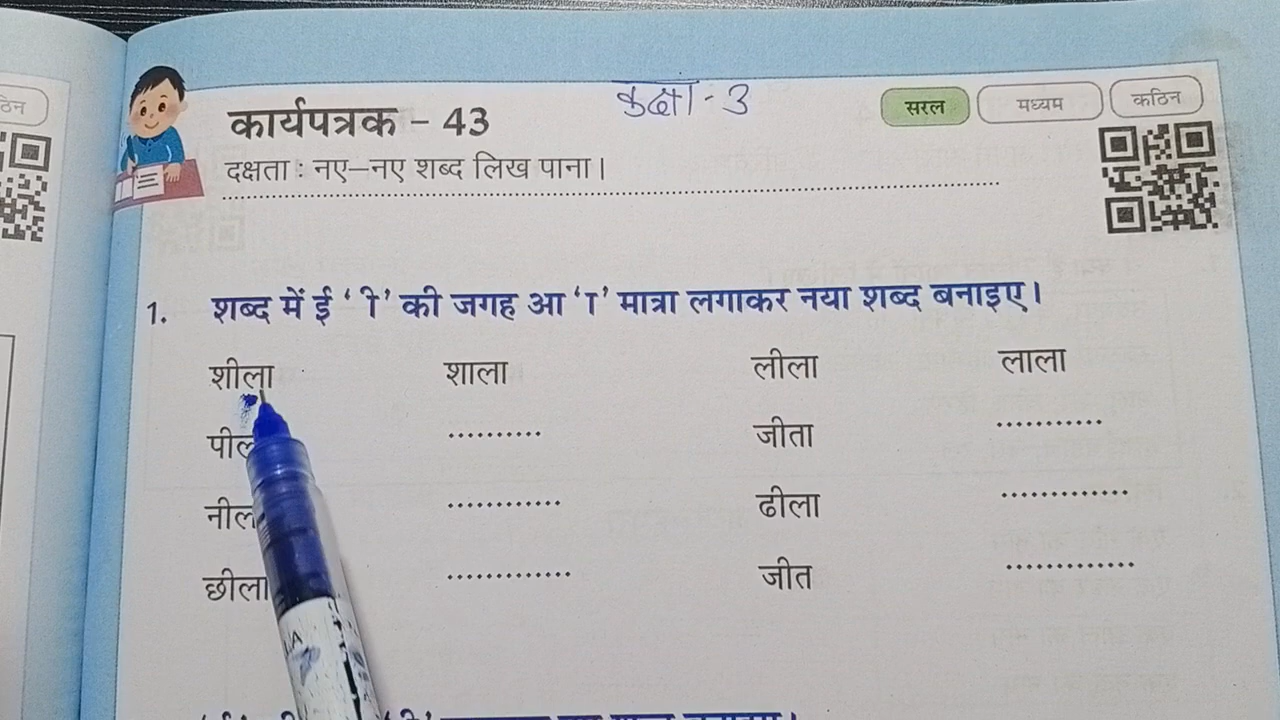 ठिन
कक्षा - 3
सरल मध्यम कठिन
कार्यपत्रक – 43
दक्षता : नए–नए शब्द लिख पाना।
1. शब्द में ई ‘ी’ की जगह आ ‘ा’ मात्रा लगाकर नया शब्द बनाइए।
शीला शाला लीला लाला
.......... जीता ...........
............ ढीला .............
छीला ............. जीत .............